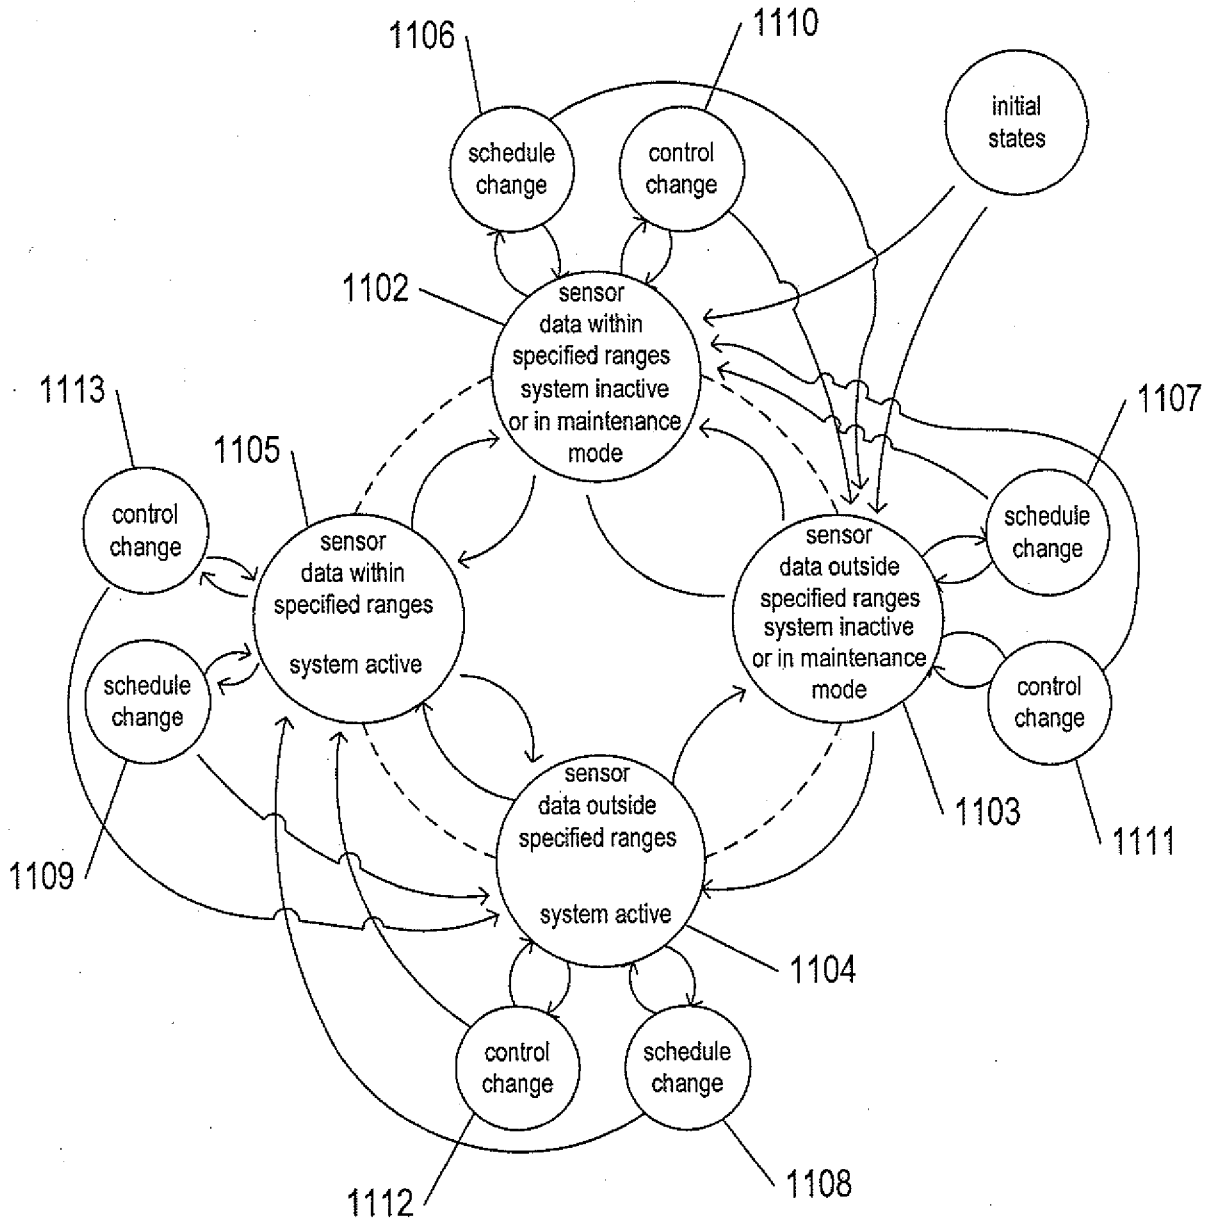 1106
1110
initial
states
schedule
change
control
change
1102
sensor
data within
specified ranges
system inactive
or in maintenance
mode
1113
1105
1107
control
change
sensor
data within
specified ranges
system active
sensor
data outside
specified ranges
system inactive
or in maintenance
mode
schedule
change
schedule
change
control
change
1109
sensor
data outside
specified ranges
system active
1103
1111
1104
control
change
schedule
change
1112
1108